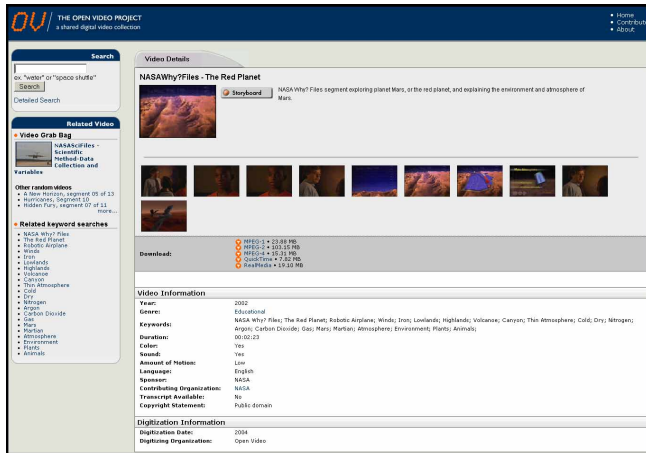 OV/ THE OPEN VIDEO PROJECT
a shared digital video collection
Home
Contribut
About
Search
ex. "water" or "space shuttle"
Search
Detailed Search
Related Video
Video Grab Bag
NASASciFiles -
Scientific
Method-Data
Collection and
Variables
Other random videos
A New Horizon, segment 05 of 13
Hurricanes, Segment 10
Hidden Fury, segment 07 of 11
more...
Related keyword searches
NASA Why? Files
The Red Planet
Robotic Airplane
Winds
Iron
Lowlands
Highlands
Volcanoe
Canyon
Thin Atmosphere
Cold
Dry
Nitrogen
Argon
Carbon Dioxide
Gas
Mars
Martian
Atmosphere
Environment
Plants
Animals
Video Details
NASAWhy?Files - The Red Planet
Storyboard
NASA Why? Files segment exploring planet Mars, or the red planet, and explaining the environment and atmosphere of
Mars.
Download:
MPEG-1 • 23.88 MB
MPEG-2 • 103.15 MB
MPEG-4 • 15.31 MB
QuickTime • 7.82 MB
RealMedia • 19.10 MB
Video Information
Year: 2002
Genre: Educational
Keywords: NASA Why? Files; The Red Planet; Robotic Airplane; Winds; Iron; Lowlands; Highlands; Volcanoe; Canyon; Thin Atmosphere; Cold; Dry; Nitrogen;
Argon; Carbon Dioxide; Gas; Mars; Martian; Atmosphere; Environment; Plants; Animals;
Duration: 00:02:23
Color: Yes
Sound: Yes
Amount of Motion: Low
Language: English
Sponsor: NASA
Contributing Organization: NASA
Transcript Available: No
Copyright Statement: Public domain
Digitization Information
Digitization Date: 2004
Digitizing Organization: Open Video